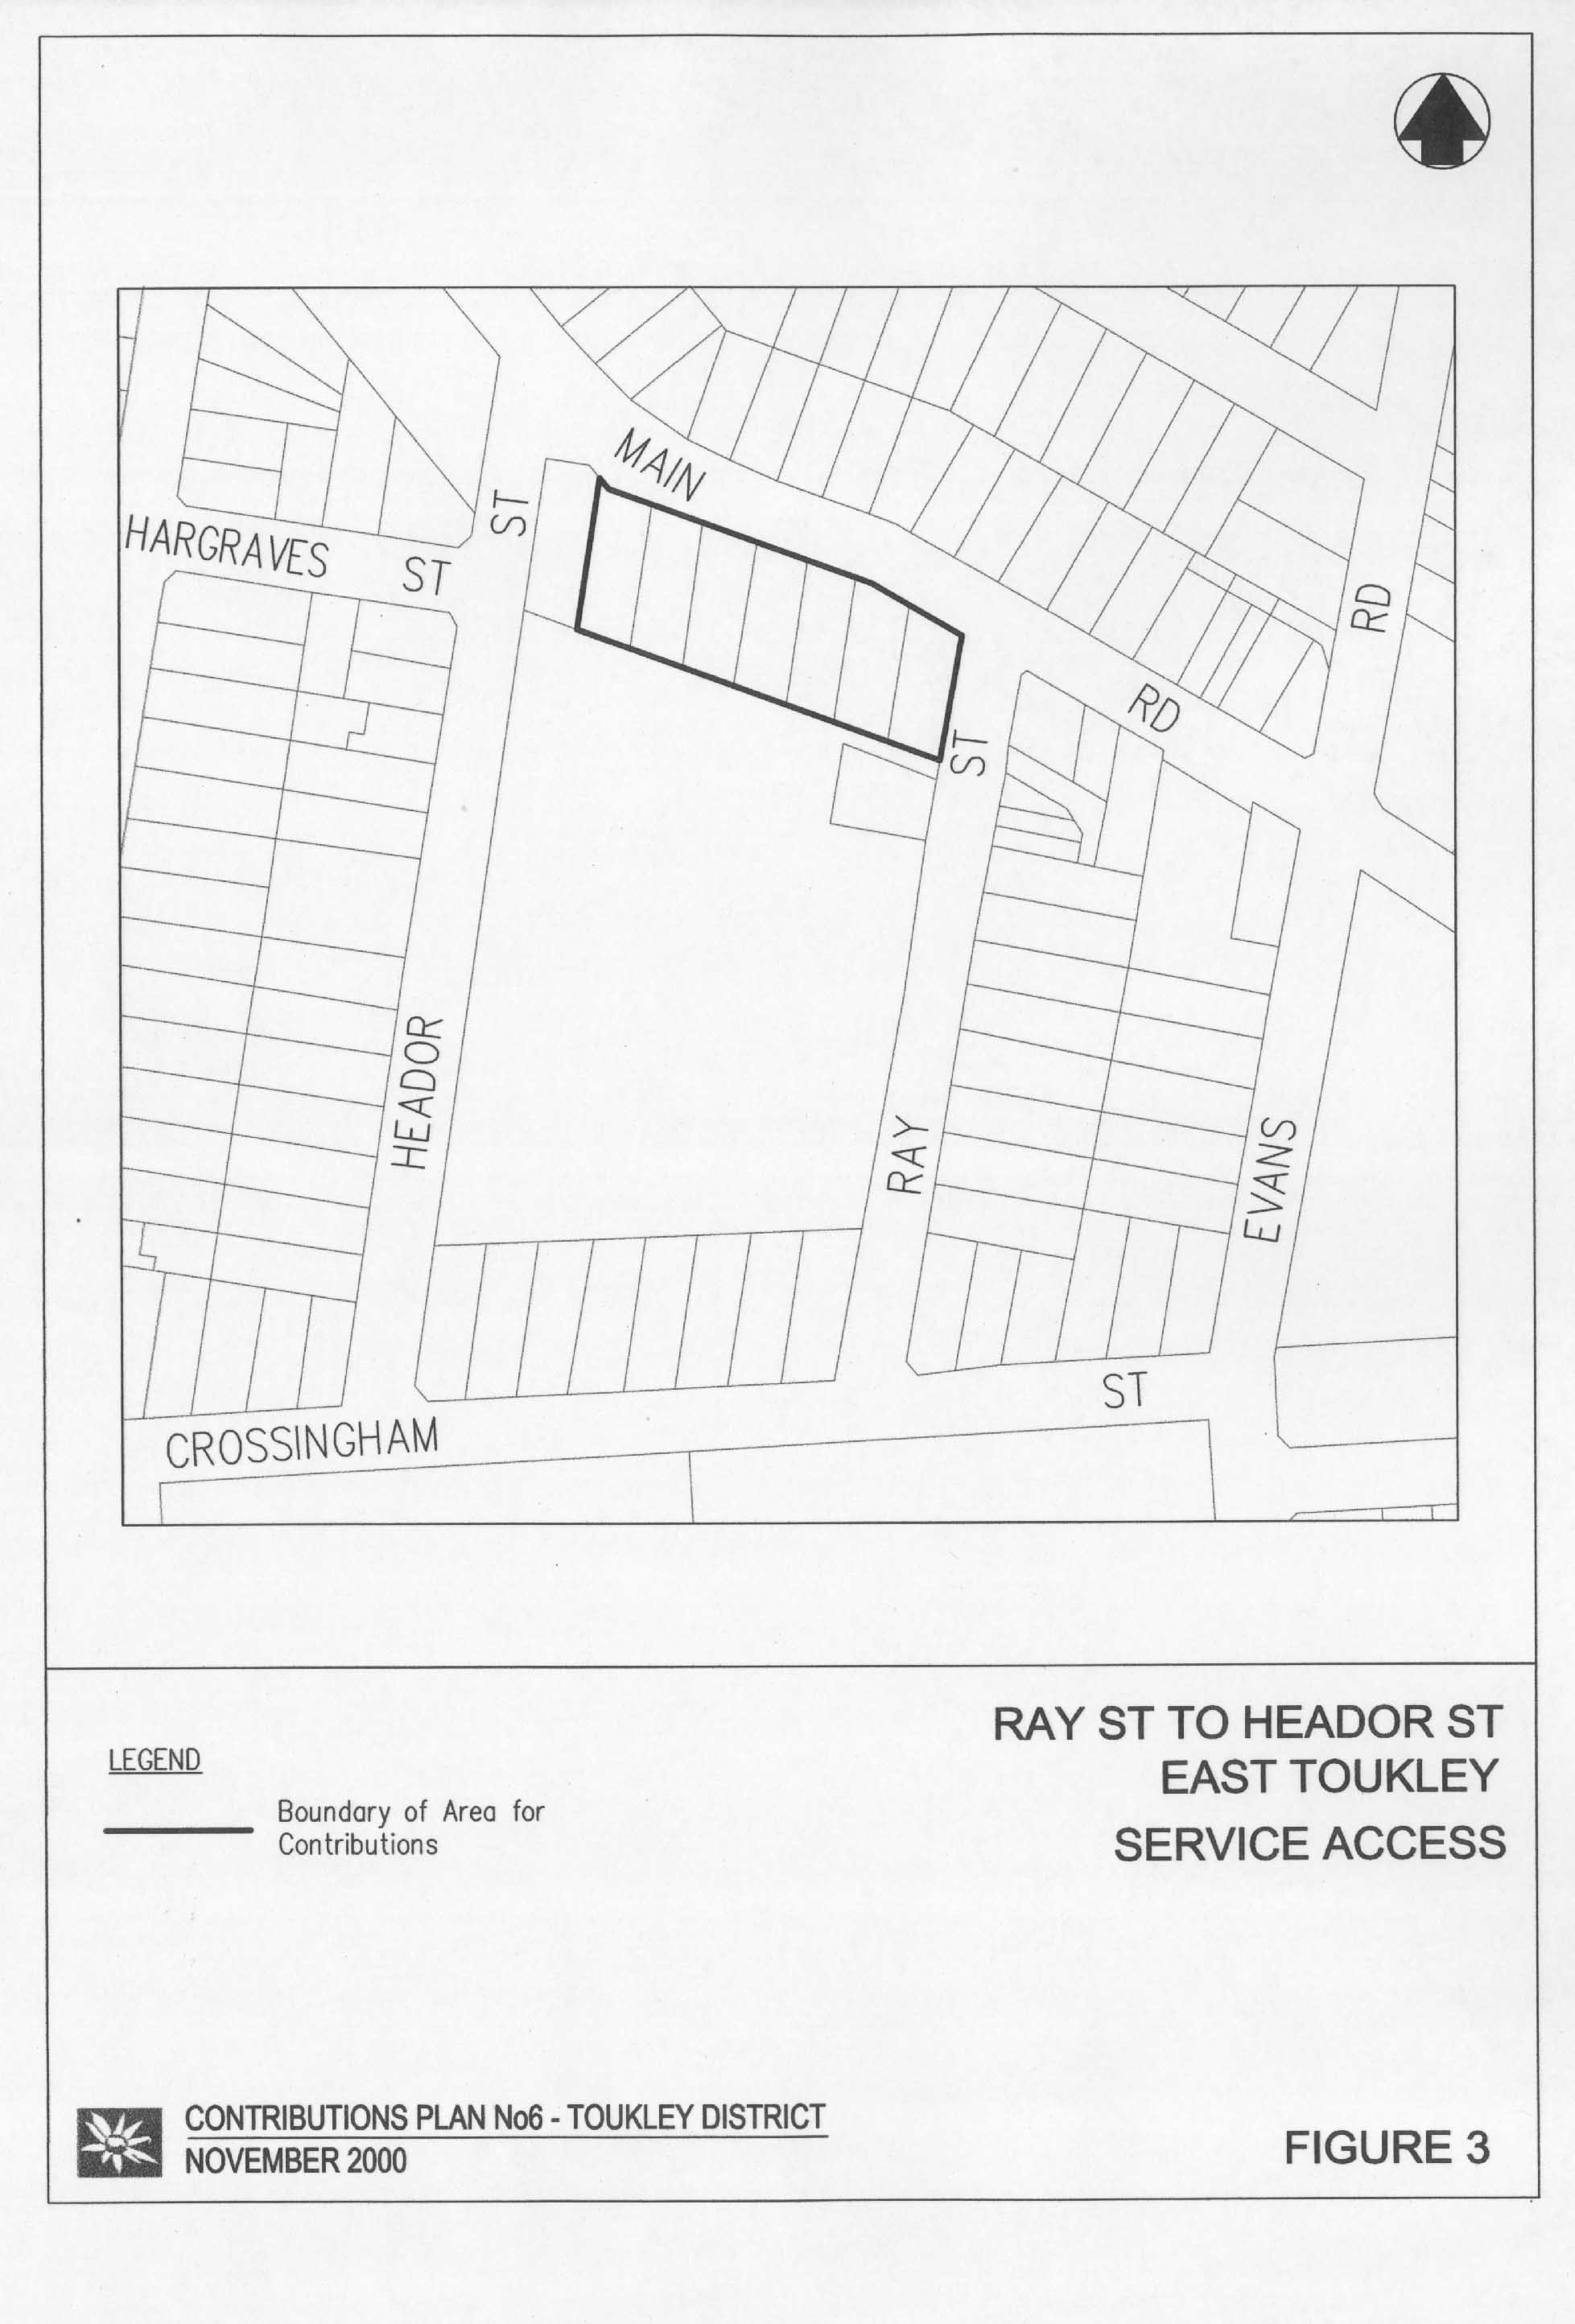 MAIN
ST
HARGRAVES ST
RD
RD
ST
HEADOR
RAY
EVANS
ST
CROSSINGHAM
RAY ST TO HEADOR ST
EAST TOUKLEY
SERVICE ACCESS
LEGEND
Boundary of Area for
Contributions
CONTRIBUTIONS PLAN No6 - TOUKLEY DISTRICT
NOVEMBER 2000
FIGURE 3